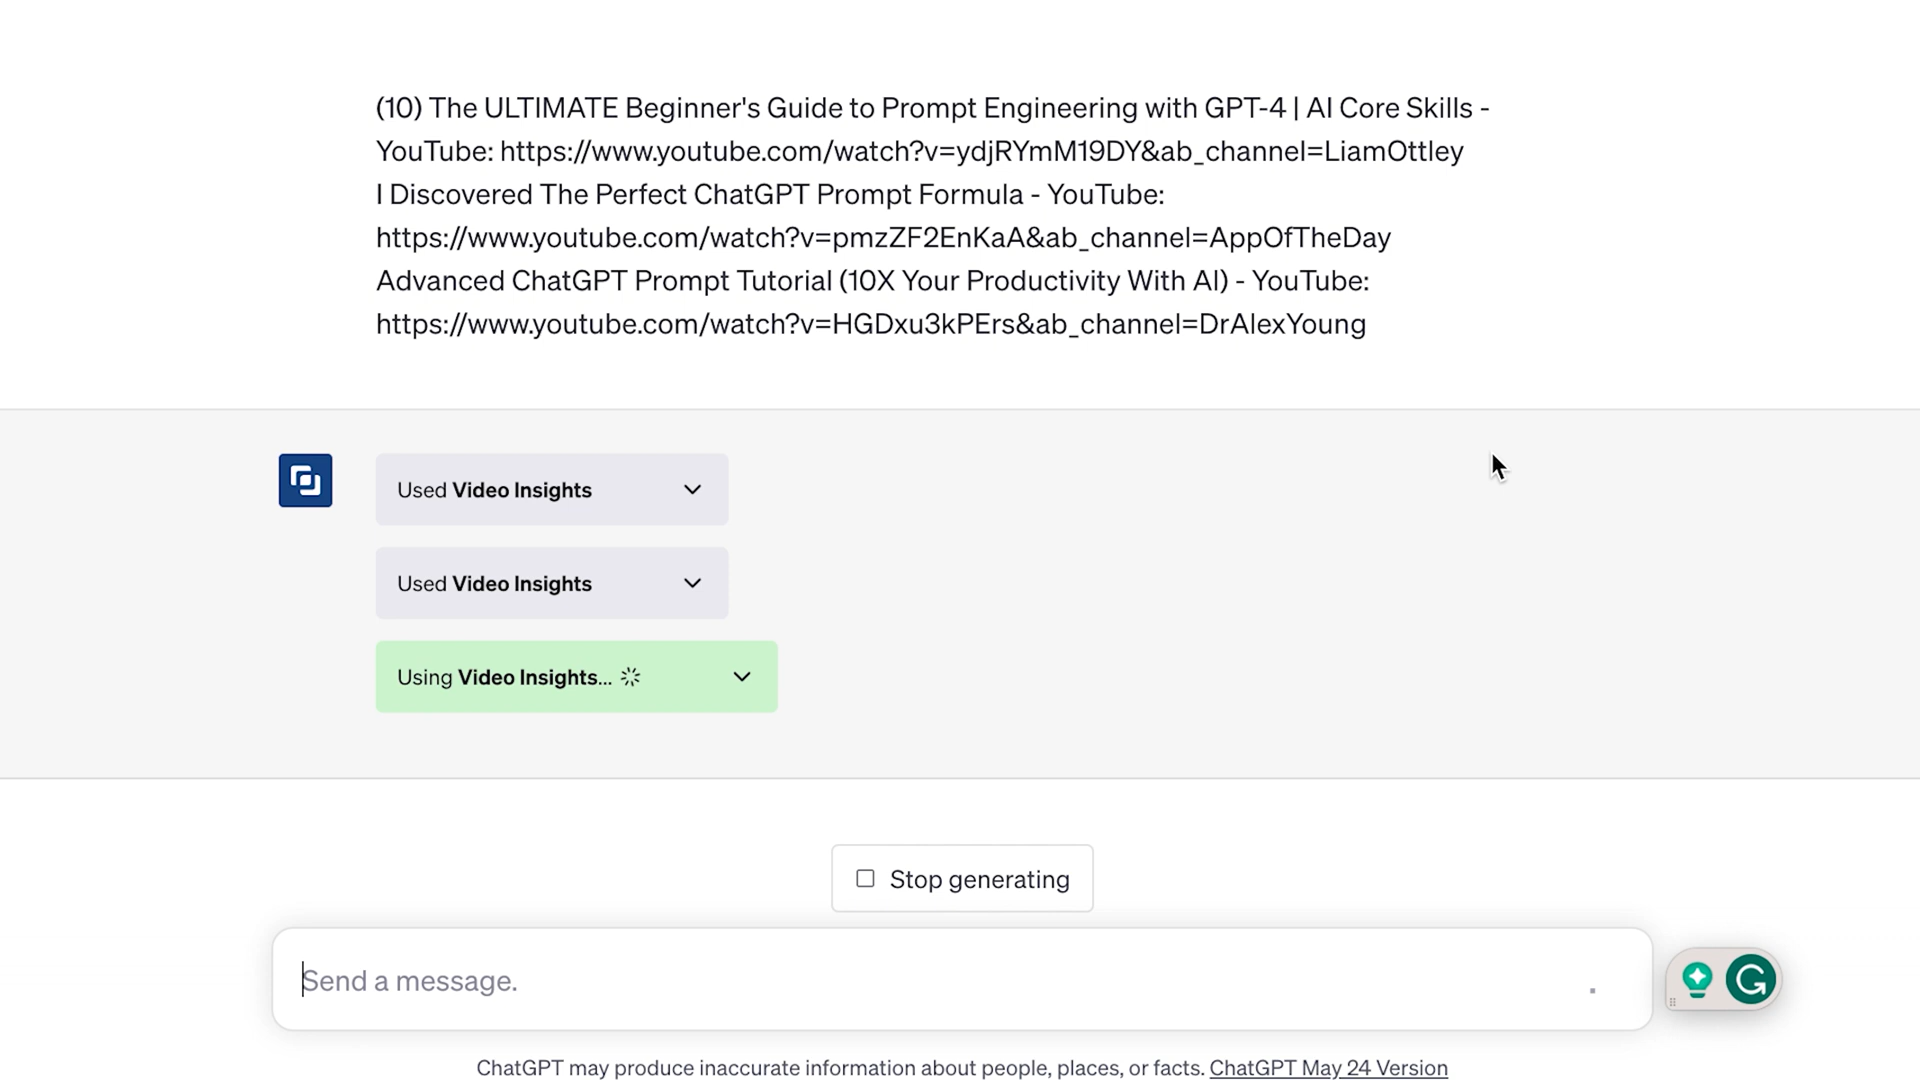 (10) The ULTIMATE Beginner's Guide to Prompt Engineering with GPT-4 | AI Core Skills -
YouTube: https://www.youtube.com/watch?v=ydjRYmM19DY&ab_channel=LiamOttley
I Discovered The Perfect ChatGPT Prompt Formula - YouTube:
https://www.youtube.com/watch?v=pmzZF2EnKaA&ab_channel=AppOfTheDay
Advanced ChatGPT Prompt Tutorial (10X Your Productivity With AI) - YouTube:
https://www.youtube.com/watch?v=HGDxu3kPErs&ab_channel=DrAlexYoung
Used Video Insights
Used Video Insights
Using Video Insights...
Stop generating
Send a message.
ChatGPT may produce inaccurate information about people, places, or facts. ChatGPT May 24 Version